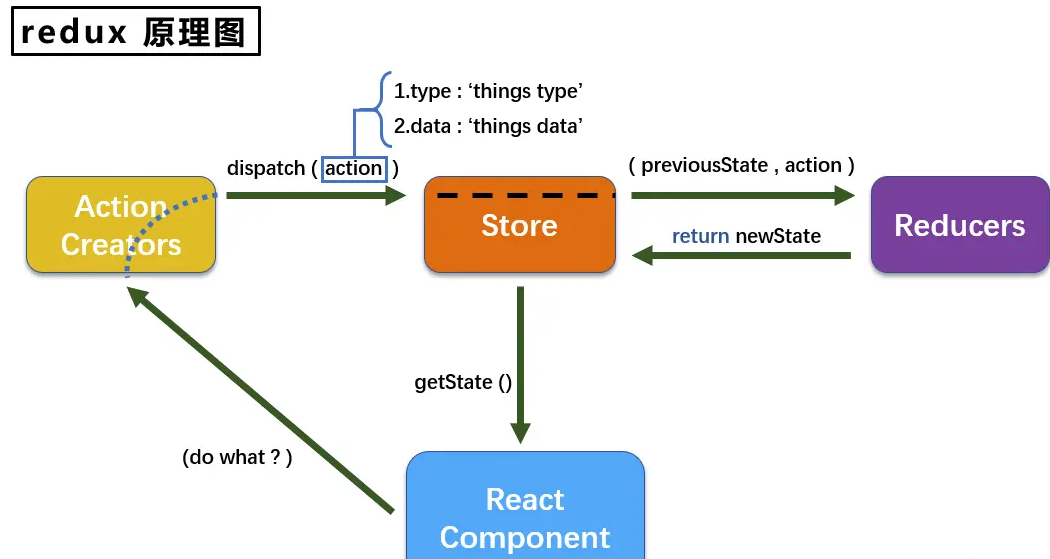 redux 原理图
1.type : ‘things type’
2.data : ‘things data’
dispatch ( action )
( previousState , action )
Action
Creators
Store
Reducers
return newState
getState ()
(do what ? )
React
Component